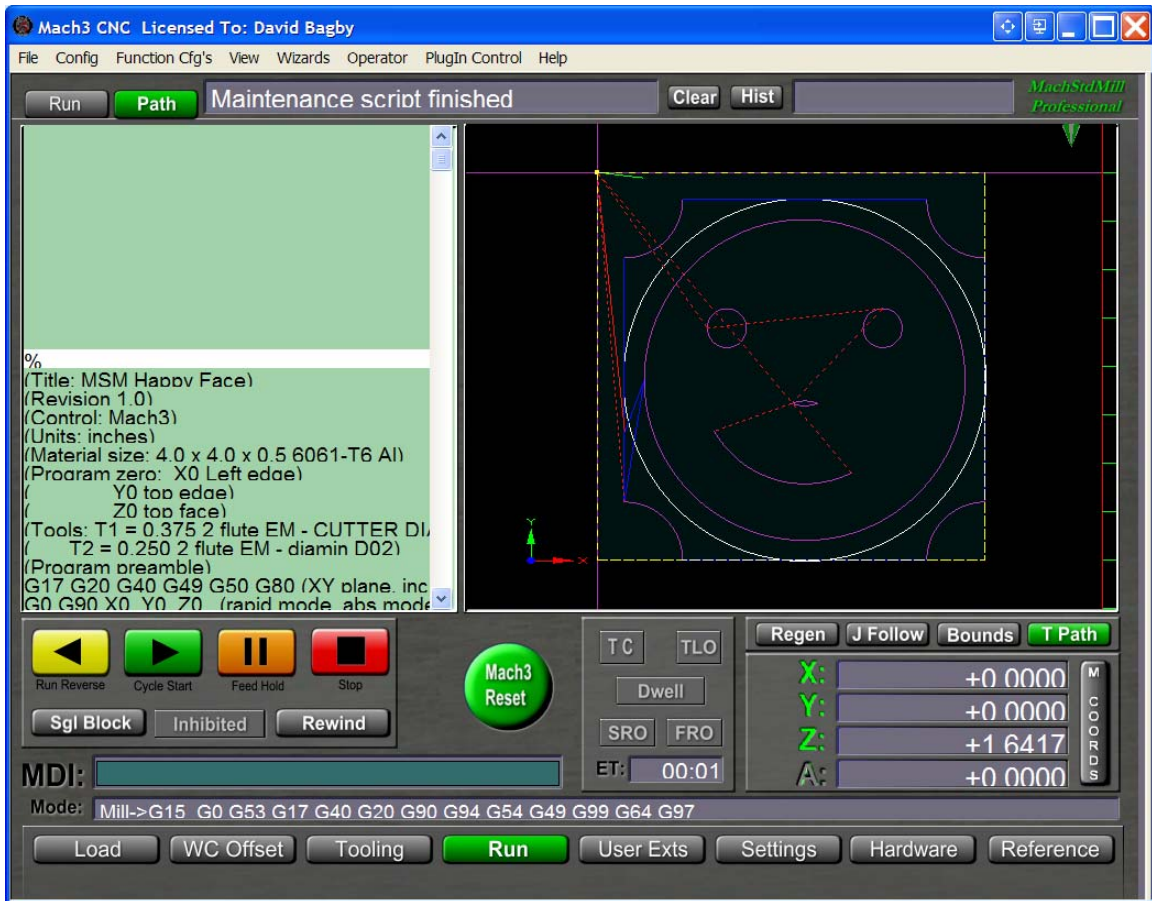 Mach3 CNC Licensed To: David Bagby
File Config Function Cfg's View Wizards Operator PlugIn Control Help
Run Path Maintenance script finished Clear Hist MachStdMill
Professional
%
(Title: MSM Happy Face)
(Revision 1.0)
(Control: Mach3)
(Units: inches)
(Material size: 4.0 x 4.0 x 0.5 6061-T6 Al)
(Program zero: X0 Left edge)
( Y0 top edge)
( Z0 top face)
(Tools: T1 = 0.375 2 flute EM - CUTTER DI
( T2 = 0.250 2 flute EM - diamin D02)
(Program preamble)
G17 G20 G40 G49 G50 G80 (XY plane, inc
G0 G90 X0 Y0 Z0 (rapid mode, abs mode
Y
X
Run Reverse Cycle Start Feed Hold Stop
Sgl Block Inhibited Rewind
Mach3
Reset
T C TLO
Dwell
SRO FRO
ET: 00:01
Regen J Follow Bounds T Path
X: +0.0000
Y: +0.0000
Z: +1.6417
A: +0.0000
M COORDS
MDI:
Mode: Mill->G15 G0 G53 G17 G40 G20 G90 G94 G54 G49 G99 G64 G97
Load WC Offset Tooling Run User Exts Settings Hardware Reference